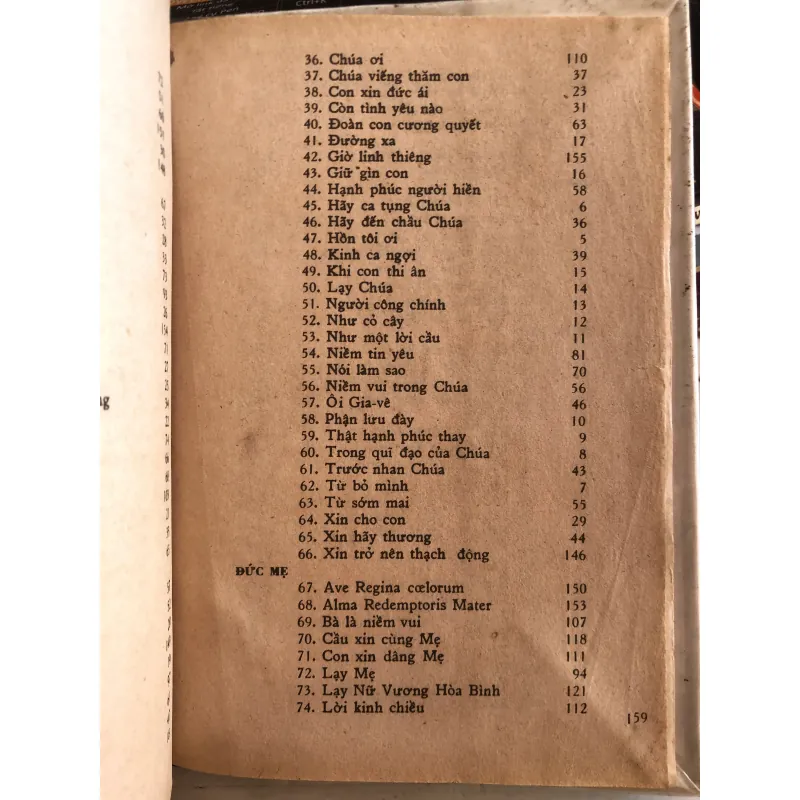 36. Chúa ơi 110
37. Chúa viếng thăm con 37
38. Con xin đức ái 23
39. Còn tình yêu nào 31
40. Đoàn con cương quyết 63
41. Đường xa 17
42. Giờ linh thiêng 155
43. Giữ gìn con 16
44. Hạnh phúc người hiền 58
45. Hãy ca tụng Chúa 6
46. Hãy đến chầu Chúa 36
47. Hồn tôi ơi 5
48. Kinh ca ngợi 39
49. Khi con thi ân 15
50. Lạy Chúa 14
51. Người công chính 13
52. Như cỏ cây 12
53. Như một lời cầu 11
54. Niềm tin yêu 81
55. Nói làm sao 70
56. Niềm vui trong Chúa 56
57. Ôi Gia-vê 46
58. Phận lưu đày 10
59. Thật hạnh phúc thay 9
60. Trong quĩ đạo của Chúa 8
61. Trước nhan Chúa 43
62. Từ bỏ mình 7
63. Từ sớm mai 55
64. Xin cho con 29
65. Xin hãy thương 44
66. Xin trở nên thạch động 146
ĐỨC MẸ
67. Ave Regina cœlorum 150
68. Alma Redemptoris Mater 153
69. Bà là niềm vui 107
70. Cầu xin cùng Mẹ 118
71. Con xin dâng Mẹ 111
72. Lạy Mẹ 94
73. Lạy Nữ Vương Hòa Bình 121
74. Lời kinh chiều 112
159